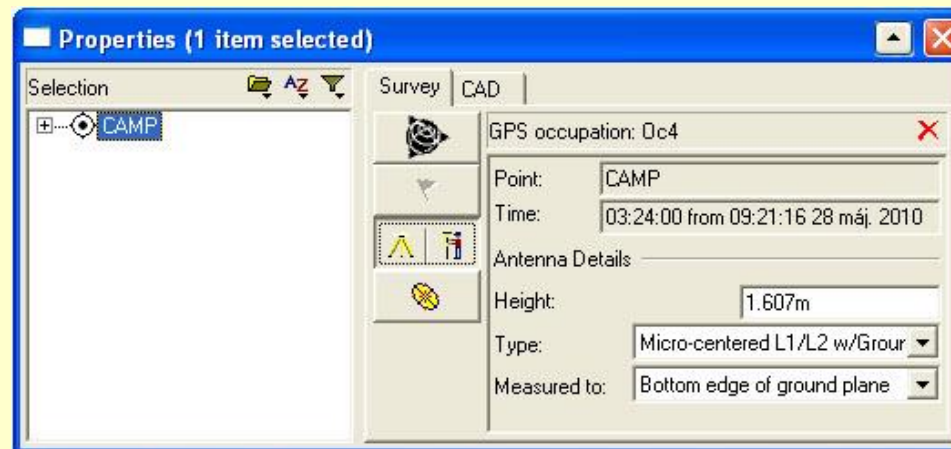 Properties (1 item selected)
Selection
AZ
CAMP
Survey
CAD
GPS occupation: Oc4
Point: CAMP
Time: 03:24:00 from 09:21:16 28 máj. 2010
Antenna Details
Height: 1.607m
Type: Micro-centered L1/L2 w/Grour
Measured to: Bottom edge of ground plane